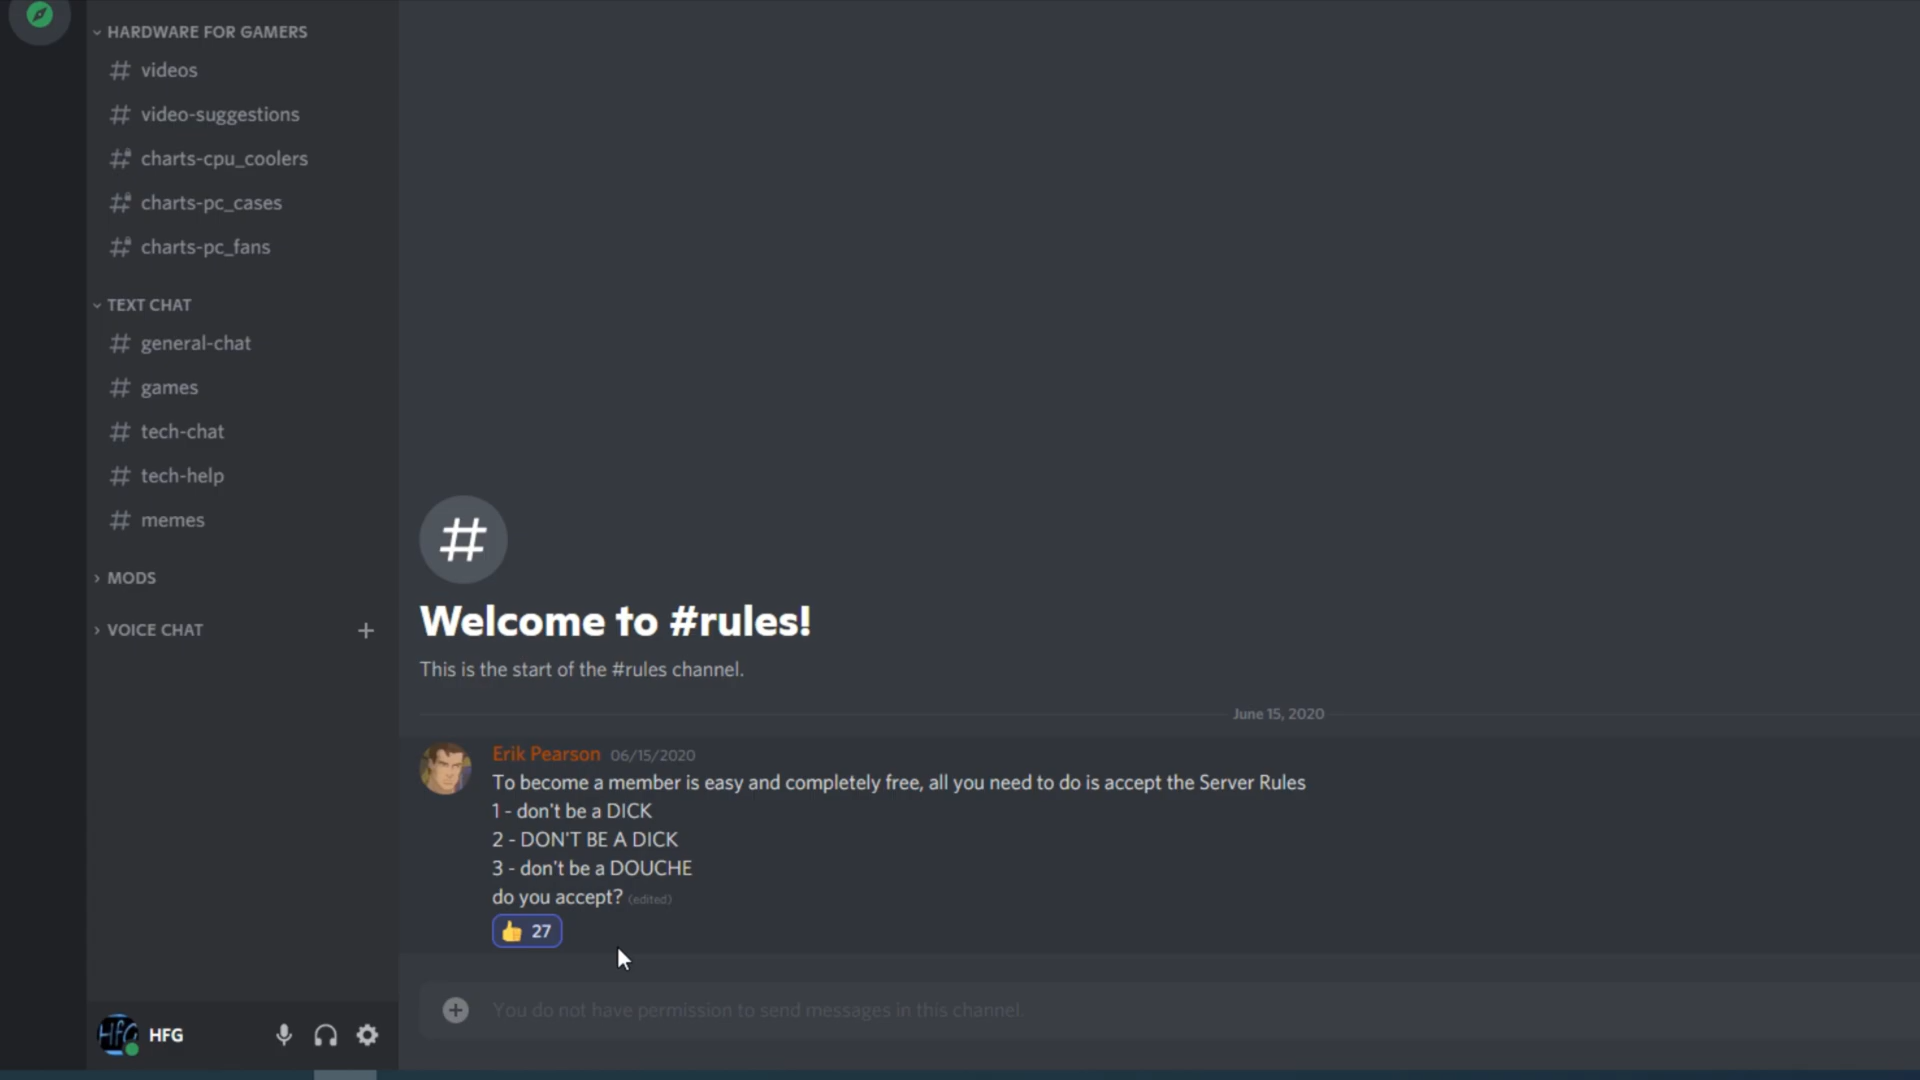 HARDWARE FOR GAMERS
videos
video-suggestions
charts-cpu_coolers
charts-pc_cases
charts-pc_fans
TEXT CHAT
general-chat
games
tech-chat
tech-help
memes
MODS
VOICE CHAT
HFG
HFG
#
Welcome to #rules!
This is the start of the #rules channel.
June 15, 2020
Erik Pearson 06/15/2020
To become a member is easy and completely free, all you need to do is accept the Server Rules
1 - don't be a DICK
2 - DON'T BE A DICK
3 - don't be a DOUCHE
do you accept? (edited)
27
You do not have permission to send messages in this channel.